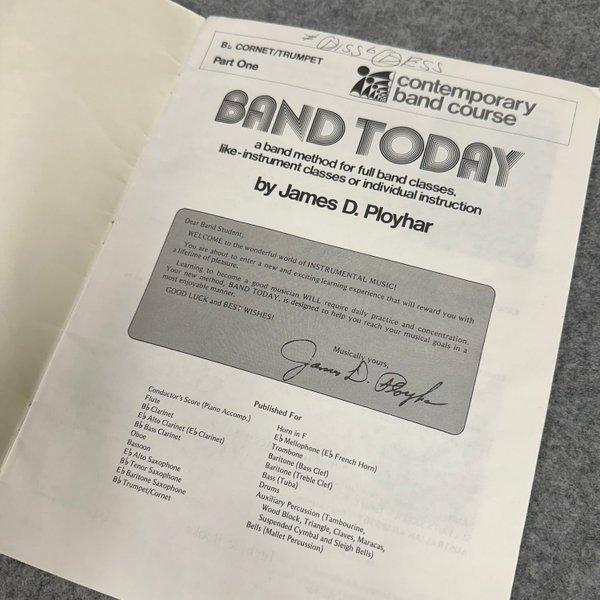 B♭ CORNET/TRUMPET
Part One
contemporary
band course
BAND TODAY
a band method for full band classes,
like-instrument classes or individual instruction
by James D. Ployhar
Dear Band Student,
WELCOME to the wonderful world of INSTRUMENTAL MUSIC!
You are about to enter a new and exciting learning experience that will reward you with
a lifetime of pleasure.
Learning to become a good musician WILL require daily practice and concentration.
Your new method, BAND TODAY, is designed to help you reach your musical goals in a
most enjoyable manner.
GOOD LUCK and BEST WISHES!
Musically yours,
James D. Ployhar
Published For
Conductor's Score (Piano Accomp.)
Flute
B♭ Clarinet
E♭ Alto Clarinet (E♭ Clarinet)
B♭ Bass Clarinet
Oboe
Bassoon
E♭ Alto Saxophone
B♭ Tenor Saxophone
E♭ Baritone Saxophone
B♭ Trumpet/Cornet
Horn in F
E♭ Mellophone (E♭ French Horn)
Trombone
Baritone (Bass Clef)
Baritone (Treble Clef)
Bass (Tuba)
Drums
Auxiliary Percussion (Tambourine,
Wood Block, Triangle, Claves, Maracas,
Suspended Cymbal and Sleigh Bells)
Bells (Mallet Percussion)